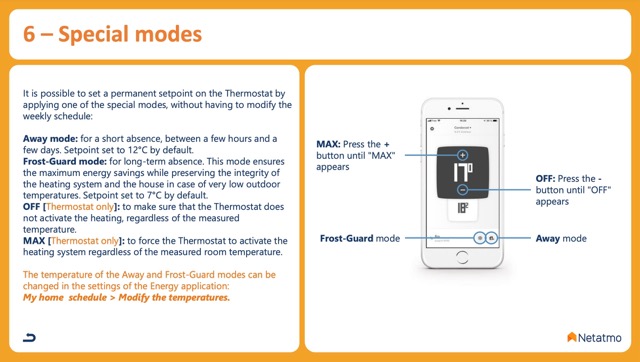 6 – Special modes
It is possible to set a permanent setpoint on the Thermostat by
applying one of the special modes, without having to modify the
weekly schedule:
Away mode: for a short absence, between a few hours and a
few days. Setpoint set to 12°C by default.
Frost-Guard mode: for long-term absence. This mode ensures
the maximum energy savings while preserving the integrity of
the heating system and the house in case of very low outdoor
temperatures. Setpoint set to 7°C by default.
OFF [Thermostat only]: to make sure that the Thermostat does
not activate the heating, regardless of the measured
temperature.
MAX [Thermostat only]: to force the Thermostat to activate the
heating system regardless of the measured room temperature.
The temperature of the Away and Frost-Guard modes can be
changed in the settings of the Energy application:
My home schedule > Modify the temperatures.
MAX: Press the +
button until "MAX"
appears
17°
18²
OFF: Press the -
button until "OFF"
appears
Frost-Guard mode
Away mode
Netatmo